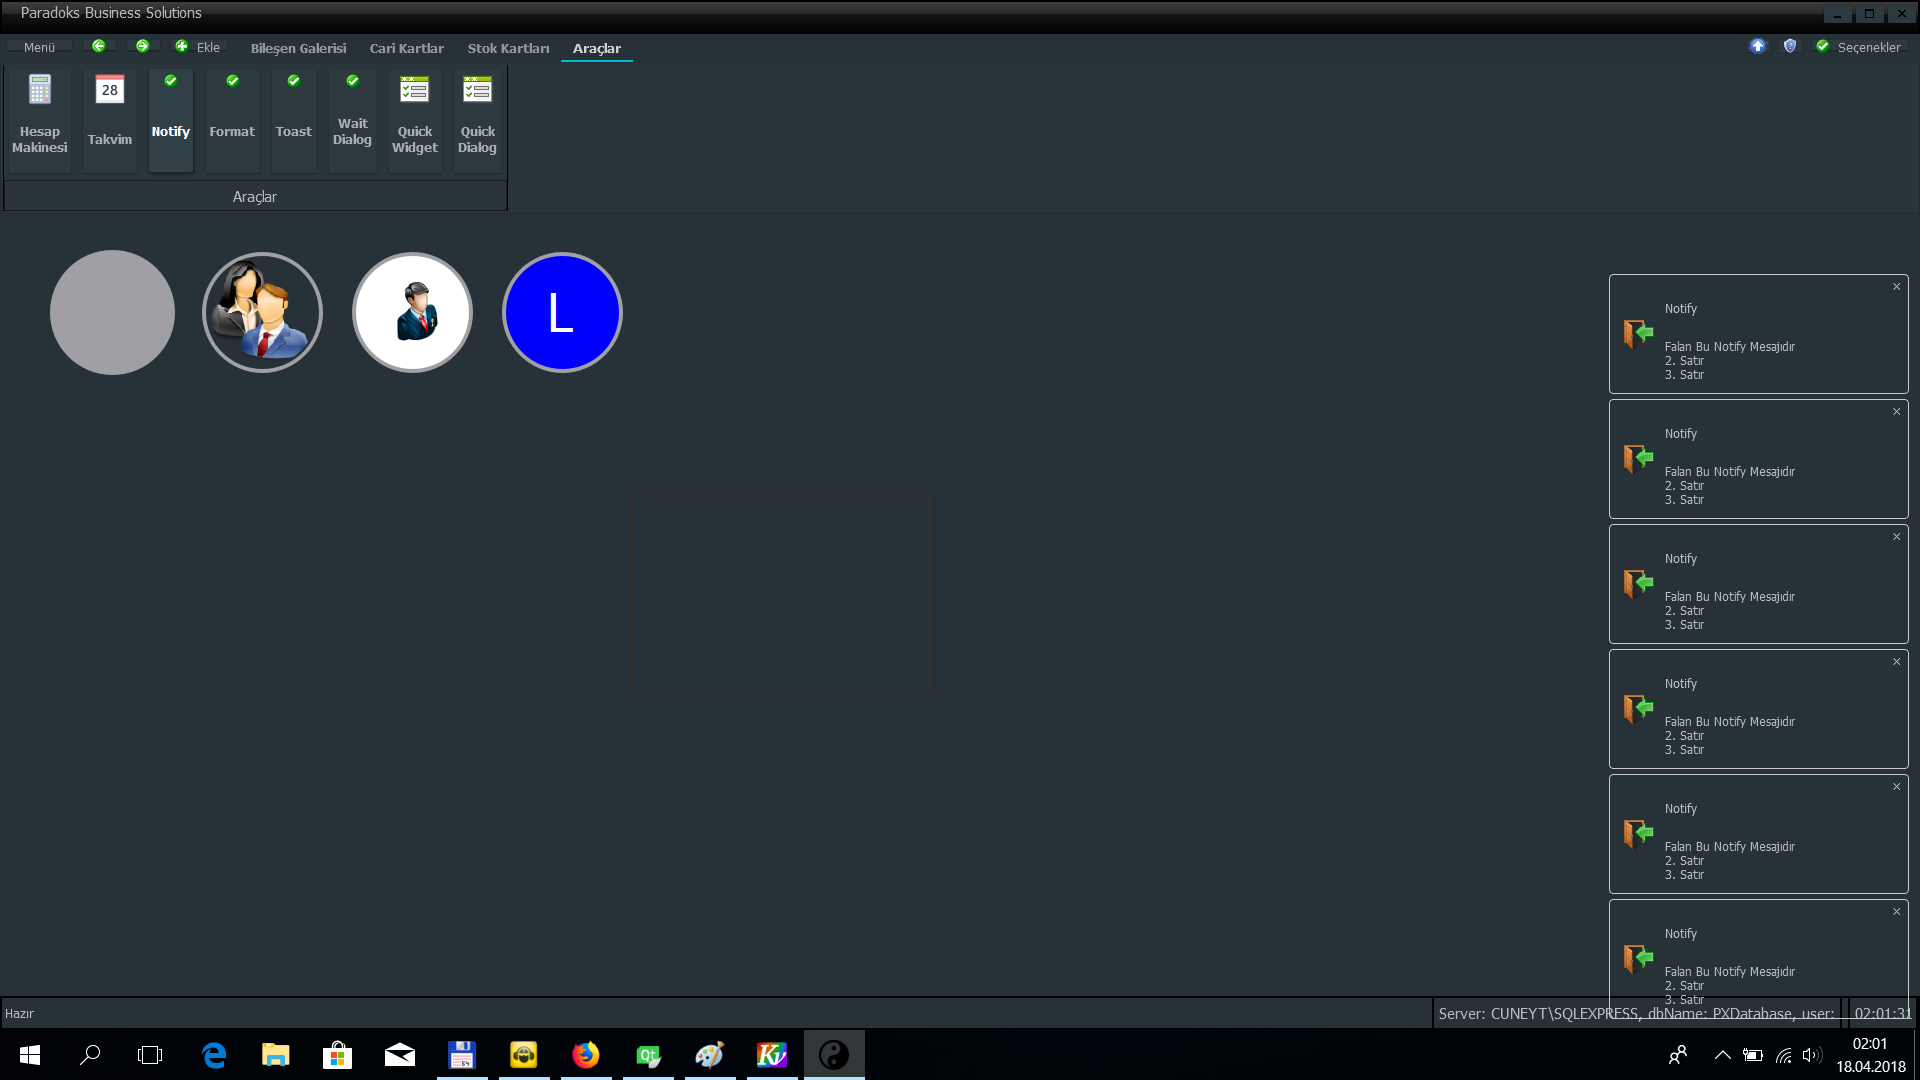 Paradoks Business Solutions
Menü
Ekle
Bileşen Galerisi
Cari Kartlar
Stok Kartları
Araçlar
Seçenekler
Hesap
Makinesi
28
Takvim
Notify
Format
Toast
Wait
Dialog
Quick
Widget
Quick
Dialog
Araçlar
L
Notify
Falan Bu Notify Mesajıdır
2. Satır
3. Satır
Notify
Falan Bu Notify Mesajıdır
2. Satır
3. Satır
Notify
Falan Bu Notify Mesajıdır
2. Satır
3. Satır
Notify
Falan Bu Notify Mesajıdır
2. Satır
3. Satır
Notify
Falan Bu Notify Mesajıdır
2. Satır
3. Satır
Notify
Falan Bu Notify Mesajıdır
2. Satır
3. Satır
Hazır
Server: CUNEYT\SQLEXPRESS, dbName: PXDatabase, user:
02:01:31
64
Qt
Kv
02:01
18.04.2018